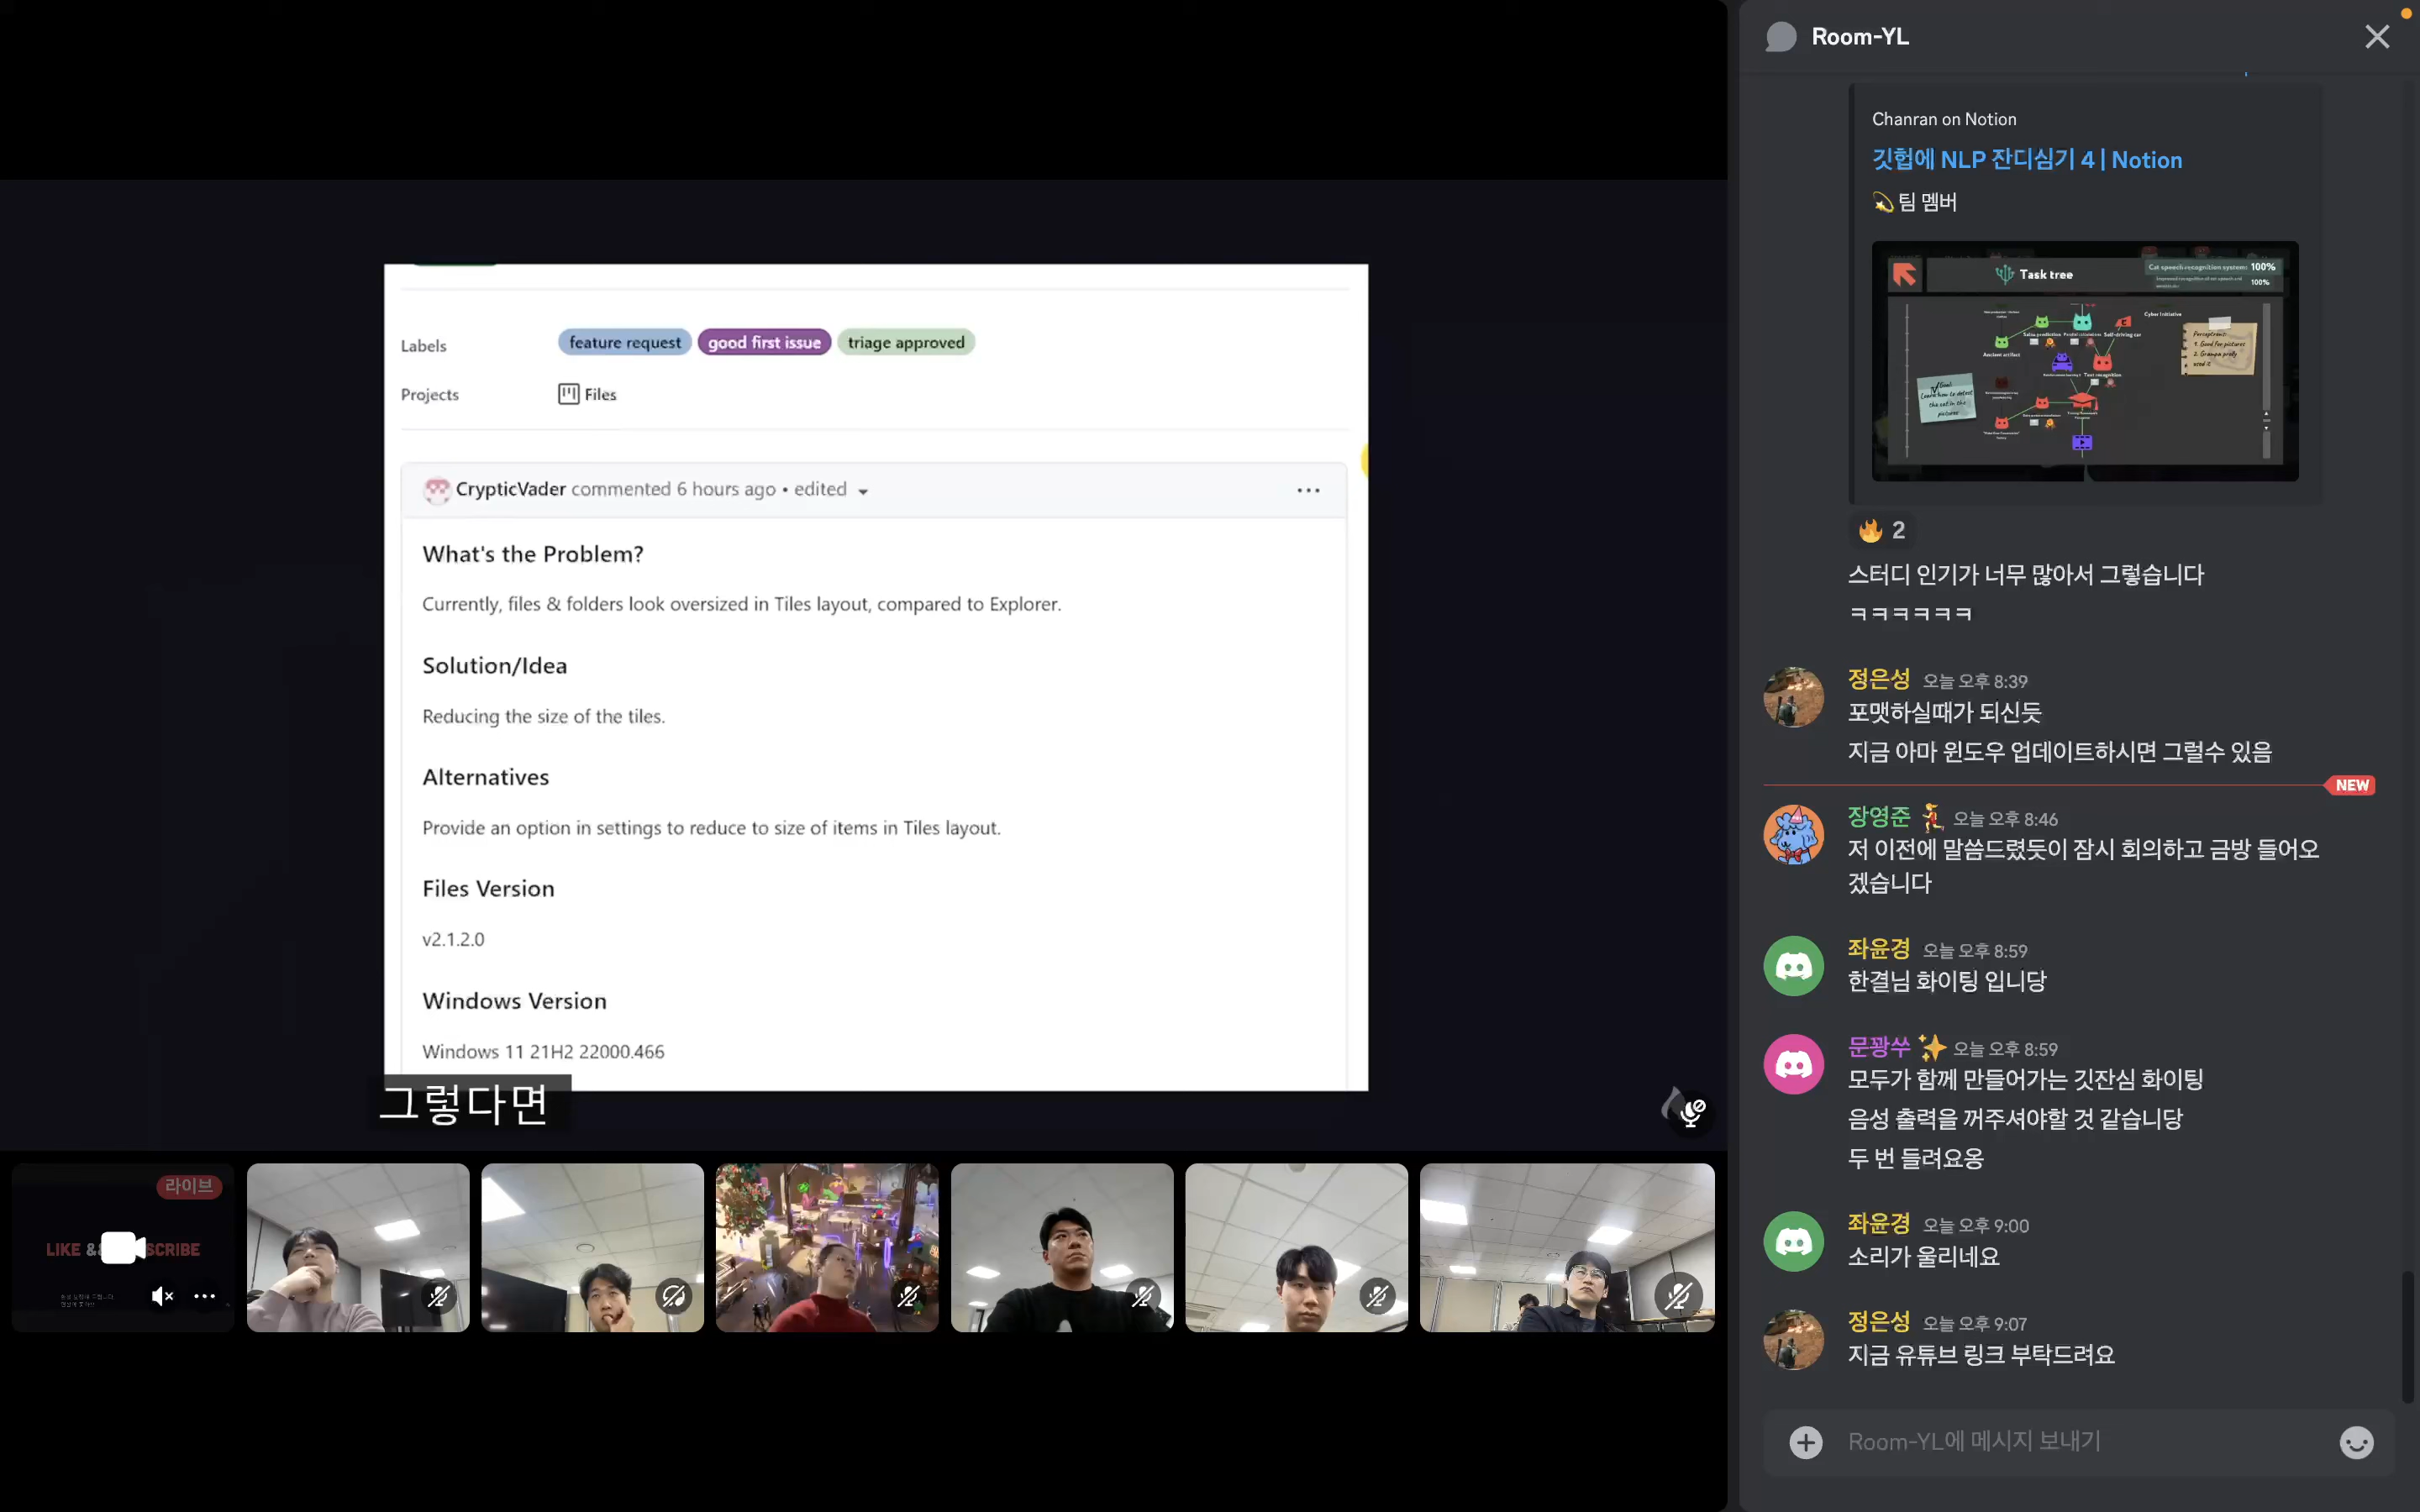 Labels
feature request
good first issue
triage approved
Projects
Files
CrypticVader commented 6 hours ago • edited
What's the Problem?
Currently, files & folders look oversized in Tiles layout, compared to Explorer.
Solution/Idea
Reducing the size of the tiles.
Alternatives
Provide an option in settings to reduce to size of items in Tiles layout.
Files Version
v2.1.2.0
Windows Version
Windows 11 21H2 22000.466
그렇다면
라이브
LIKE &
SCRIBE
Room-YL
Chanran on Notion
깃헙에 NLP 잔디심기 4 | Notion
💫 팀 멤버
Task tree
Cat speech recognition system: 100%
100%
Cyber Initiative
🔥 2
스터디 인기가 너무 많아서 그렇습니다
ㅋㅋㅋㅋㅋㅋ
정은성 오늘 오후 8:39
포맷하실때가 되신듯
지금 아마 윈도우 업데이트하시면 그럴수 있음
NEW
장영준 오늘 오후 8:46
저 이전에 말씀드렸듯이 잠시 회의하고 금방 들어오
겠습니다
좌윤경 오늘 오후 8:59
한결님 화이팅 입니당
문꽝쑤 ✨ 오늘 오후 8:59
모두가 함께 만들어가는 깃잔심 화이팅
음성 출력을 꺼주셔야할 것 같습니당
두 번 들려요옹
좌윤경 오늘 오후 9:00
소리가 울리네요
정은성 오늘 오후 9:07
지금 유튜브 링크 부탁드려요
Room-YL에 메시지 보내기